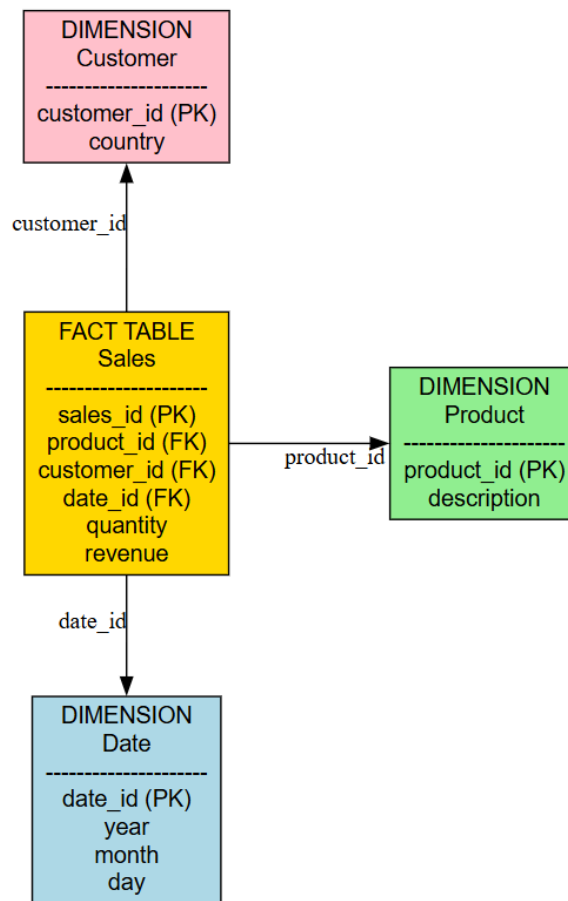 DIMENSION
Customer
---------------------
customer_id (PK)
country
customer_id
FACT TABLE
Sales
---------------------
sales_id (PK)
product_id (FK)
customer_id (FK)
date_id (FK)
quantity
revenue
product_id
DIMENSION
Product
---------------------
product_id (PK)
description
date_id
DIMENSION
Date
---------------------
date_id (PK)
year
month
day